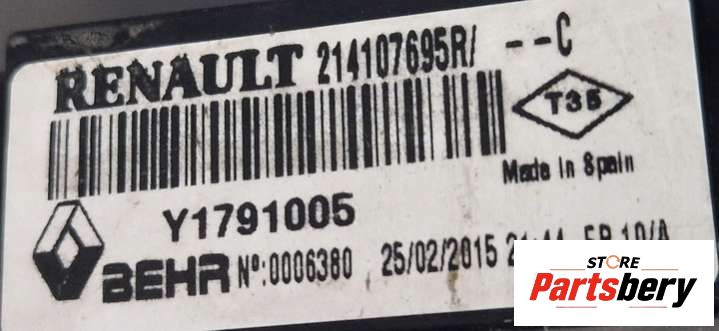 RENAULT 214107695R/ --C
T35
Made in Spain
Y1791005
BEHR Nº:0006380 25/02/2015
STORE
Partsbery